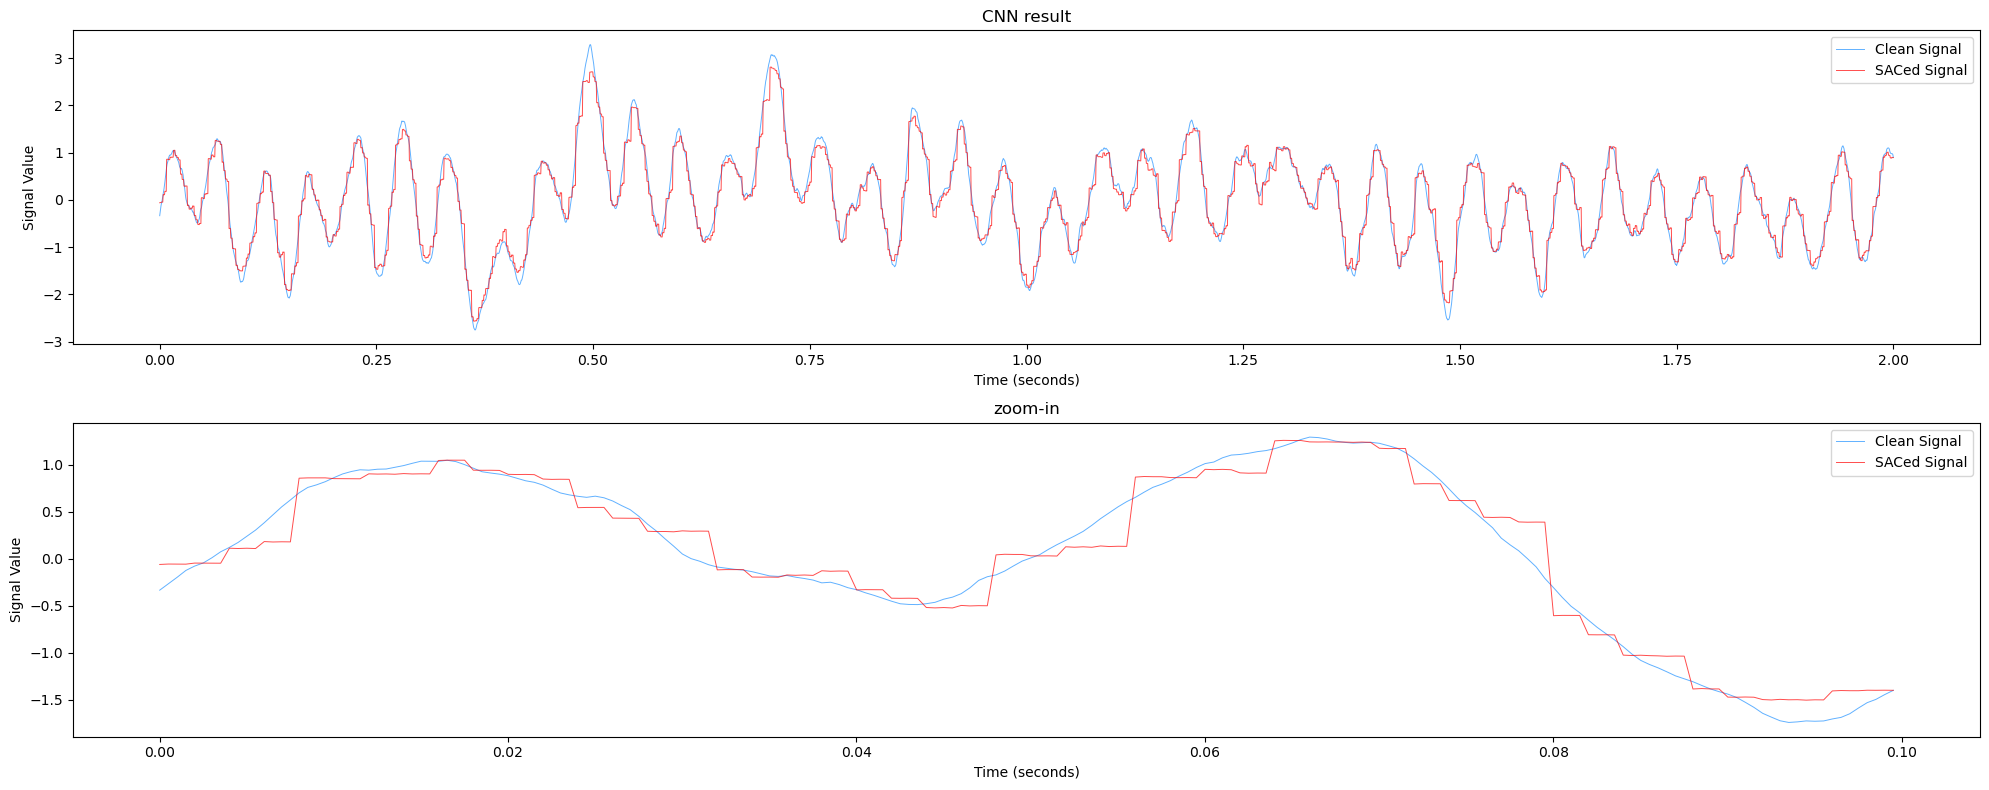 CNN result
Clean Signal
SACed Signal
Signal Value
3
2
1
0
−1
−2
−3
0.00 0.25 0.50 0.75 1.00 1.25 1.50 1.75 2.00
Time (seconds)
zoom-in
Clean Signal
SACed Signal
Signal Value
1.0
0.5
0.0
−0.5
−1.0
−1.5
0.00 0.02 0.04 0.06 0.08 0.10
Time (seconds)